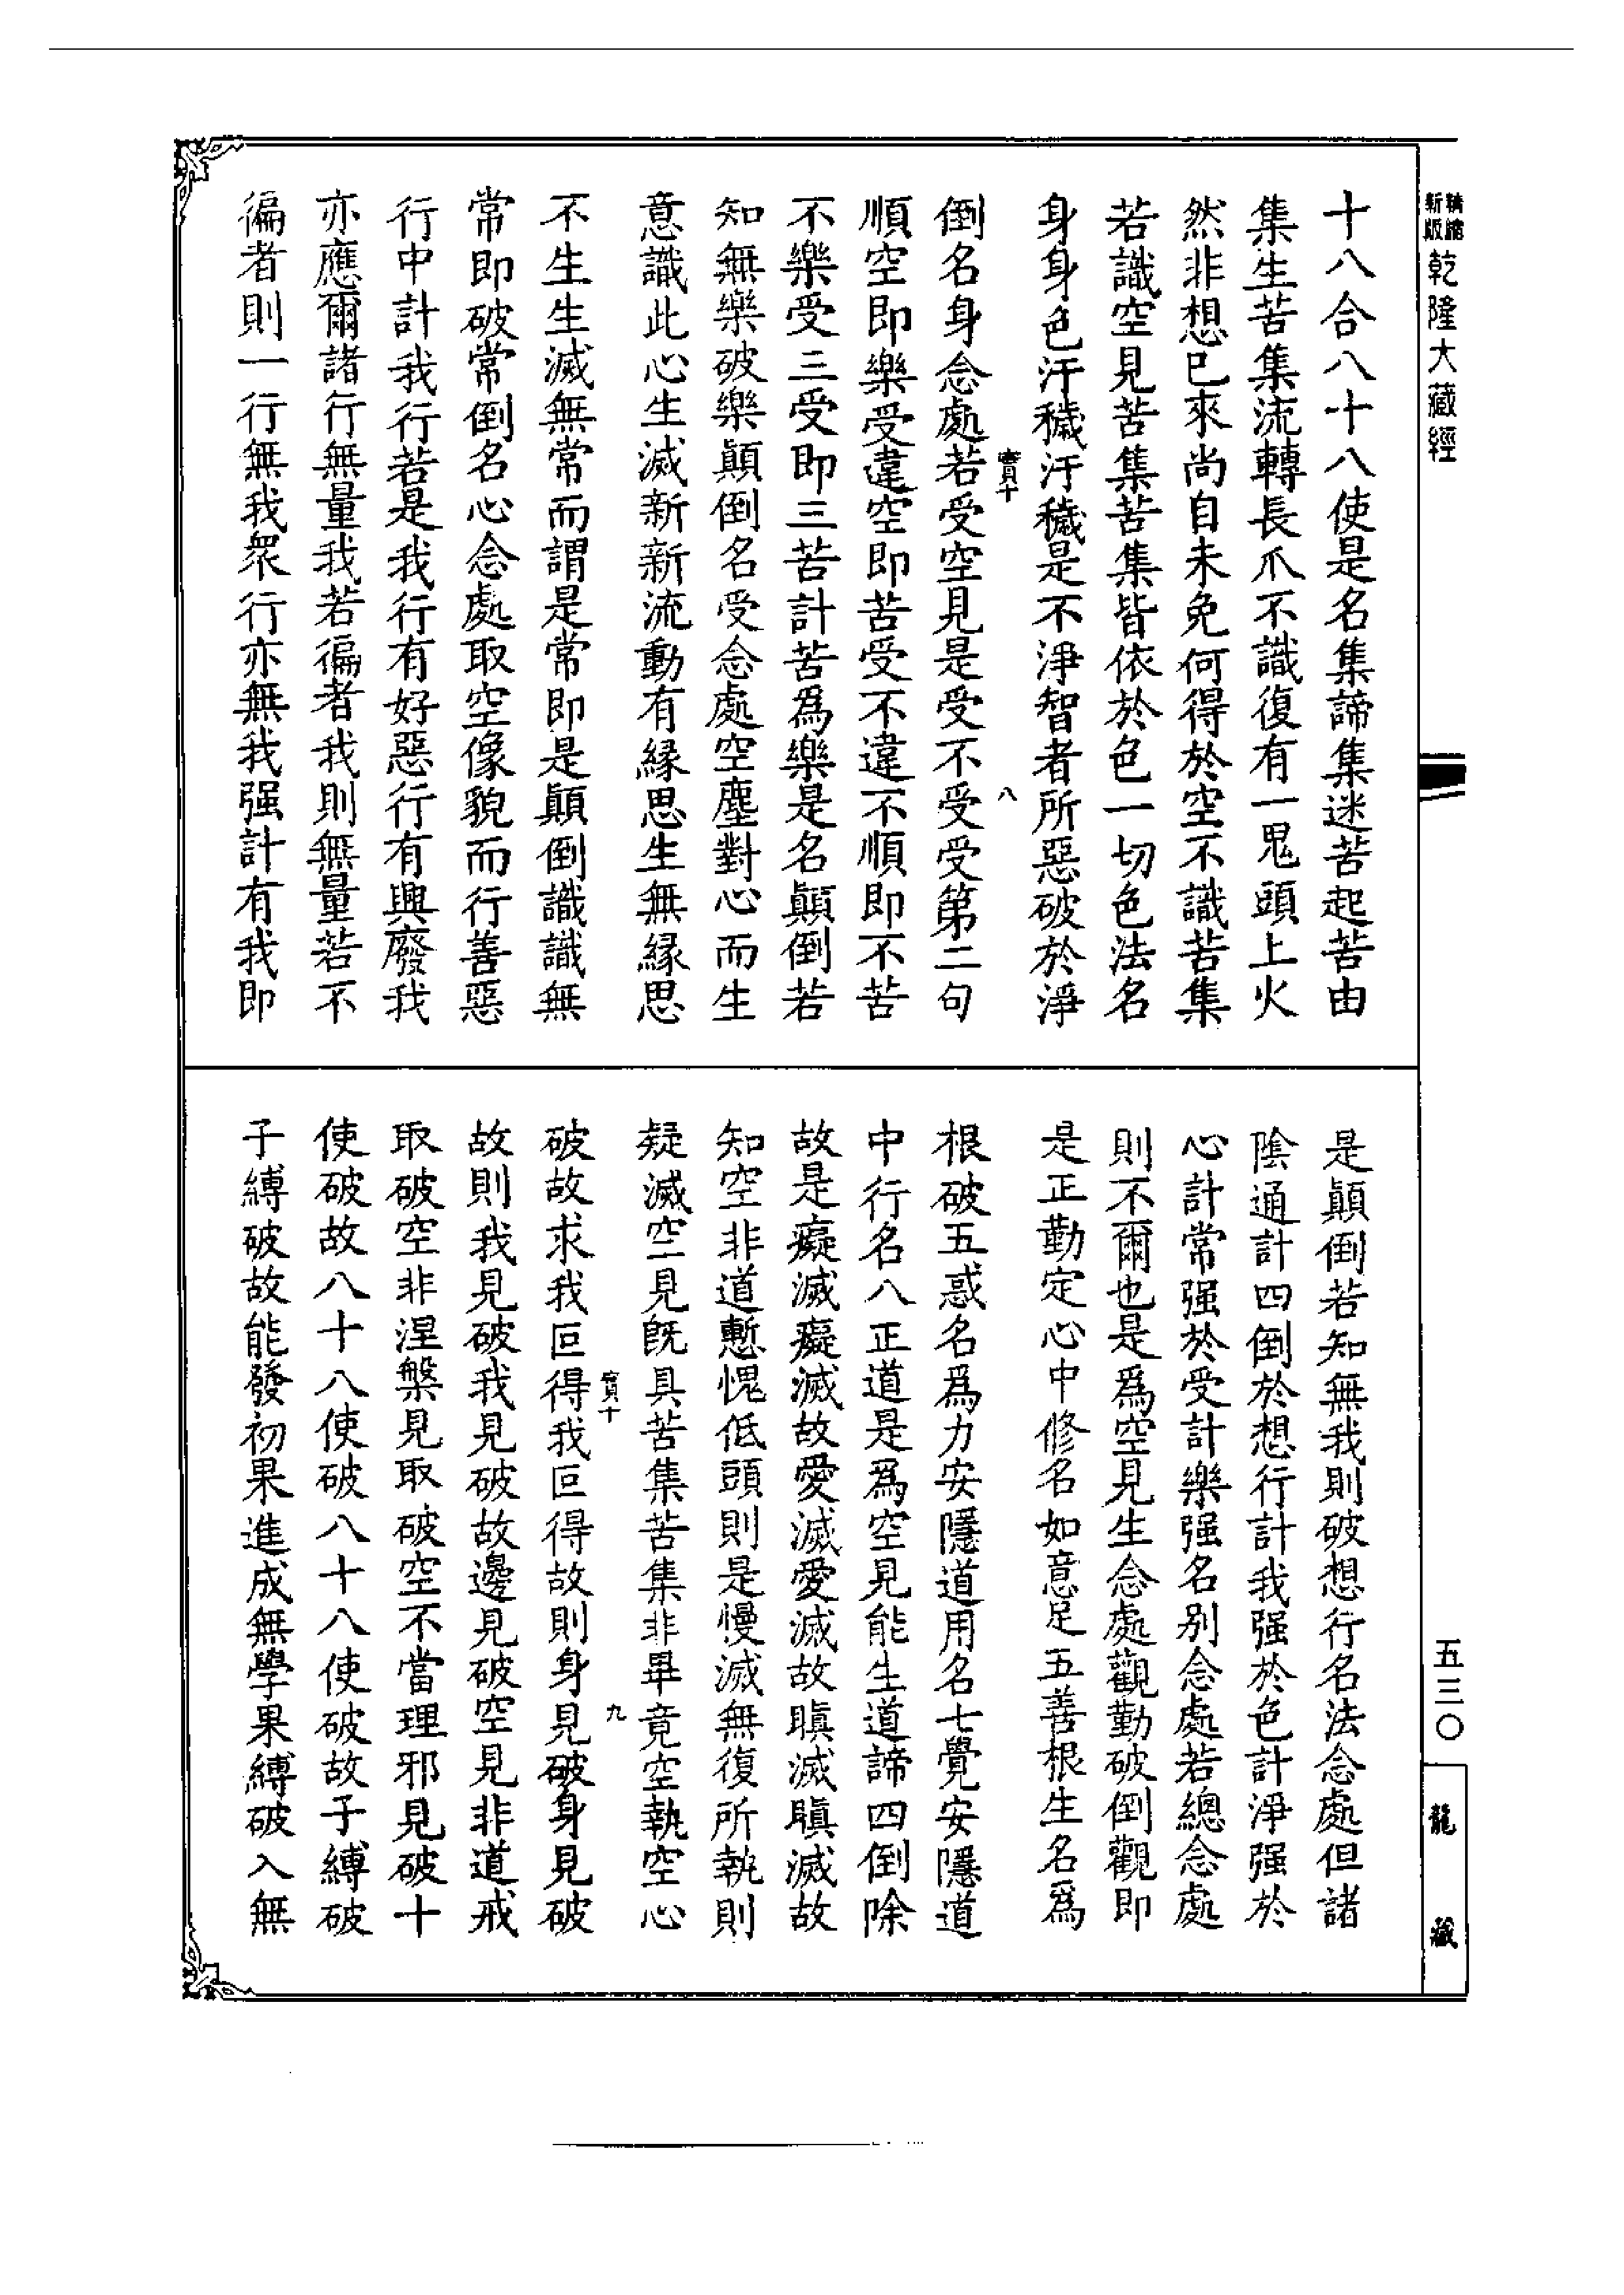 新版
精縮
乾隆大藏經
十八合八十八使是名集諦集迷苦起苦由
集生苦集流轉長爪不識復有一鬼頭上火
然非想已來尚自未免何得於空不識苦集
若識空見苦集苦集皆依於色一切色法名
身身色汙穢汙穢是不淨智者所惡破於淨
寶十
八
倒名身念處若受空見是受不受受第二句
順空即樂受違空即苦受不違不順即不苦
不樂受三受即三苦計苦爲樂是名顛倒若
知無樂破樂顛倒名受念處空塵對心而生
意識此心生滅新新流動有緣思生無緣思
不生生滅無常而謂是常即是顛倒識識無
常即破常倒名心念處取空像貌而行善惡
行中計我行若是我行有好惡行有興廢我
亦應爾諸行無量我若徧者我則無量若不
徧者則一行無我衆行亦無我强計有我即
是顛倒若知無我則破想行名法念處但諸
陰通計四倒於想行計我强於色計淨强於
心計常强於受計樂强名别念處若總念處
則不爾也是爲空見生念處觀勤破倒觀即
是正勤定心中修名如意足五善根生名爲
根破五惑名爲力安隱道用名七覺安隱道
中行名八正道是爲空見能生道諦四倒除
故是癡滅癡滅故愛滅愛滅故瞋滅瞋滅故
知空非道慙愧低頭則是慢滅無復所執則
疑滅空見旣具苦集苦集非畢竟空執空心
寶十
九
破故求我叵得我叵得故則身見破身見破
故則我見破我見破故邊見破空見非道戒
取破空非涅槃見取破空不當理邪見破十
使破故八十八使破八十八使破故子縛破
子縛破故能發初果進成無學果縛破入無
五三〇
龍藏